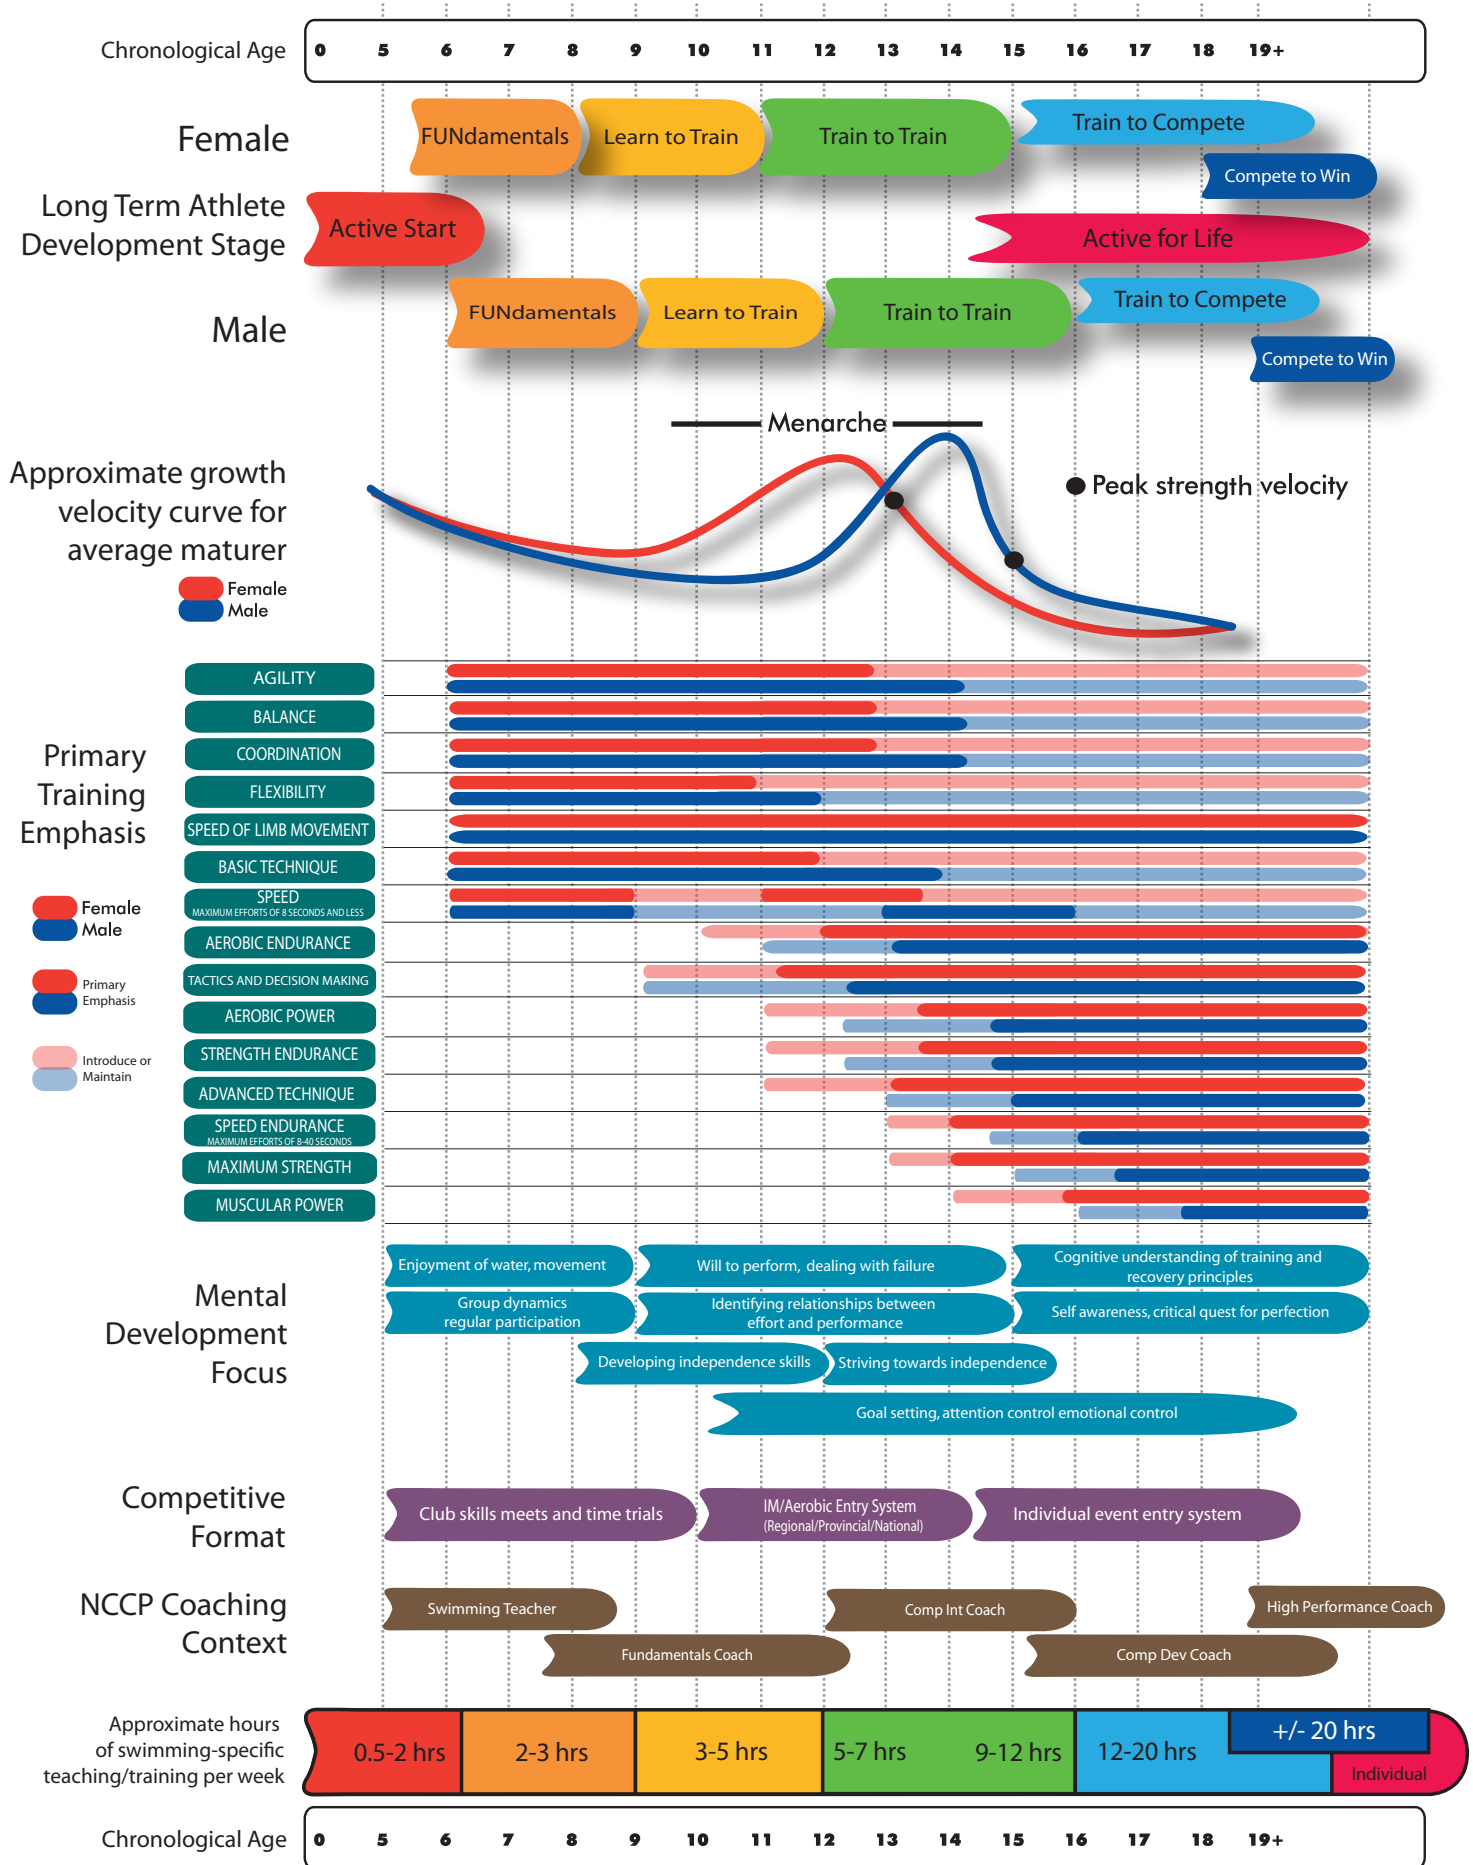 Chronological Age 0 5 6 7 8 9 10 11 12 13 14 15 16 17 18 19+
Female
FUNdamentals
Learn to Train
Train to Train
Train to Compete
Compete to Win
Long Term Athlete
Development Stage
Active Start
Active for Life
Male
FUNdamentals
Learn to Train
Train to Train
Train to Compete
Compete to Win
Menarche
Approximate growth
velocity curve for
average maturer
Peak strength velocity
Female
Male
Primary
Training
Emphasis
AGILITY
BALANCE
COORDINATION
FLEXIBILITY
SPEED OF LIMB MOVEMENT
BASIC TECHNIQUE
SPEED
MAXIMUM EFFORTS OF 8 SECONDS AND LESS
AEROBIC ENDURANCE
TACTICS AND DECISION MAKING
AEROBIC POWER
STRENGTH ENDURANCE
ADVANCED TECHNIQUE
SPEED ENDURANCE
MAXIMUM EFFORTS OF 8-40 SECONDS
MAXIMUM STRENGTH
MUSCULAR POWER
Female
Male
Primary
Emphasis
Introduce or
Maintain
Mental
Development
Focus
Enjoyment of water, movement
Will to perform, dealing with failure
Cognitive understanding of training and
recovery principles
Group dynamics
regular participation
Identifying relationships between
effort and performance
Self awareness, critical quest for perfection
Developing independence skills
Striving towards independence
Goal setting, attention control emotional control
Competitive
Format
Club skills meets and time trials
IM/Aerobic Entry System
(Regional/Provincial/National)
Individual event entry system
NCCP Coaching
Context
Swimming Teacher
Comp Int Coach
High Performance Coach
Fundamentals Coach
Comp Dev Coach
Approximate hours
of swimming-specific
teaching/training per week
0.5-2 hrs
2-3 hrs
3-5 hrs
5-7 hrs
9-12 hrs
12-20 hrs
+/- 20 hrs
Individual
Chronological Age 0 5 6 7 8 9 10 11 12 13 14 15 16 17 18 19+